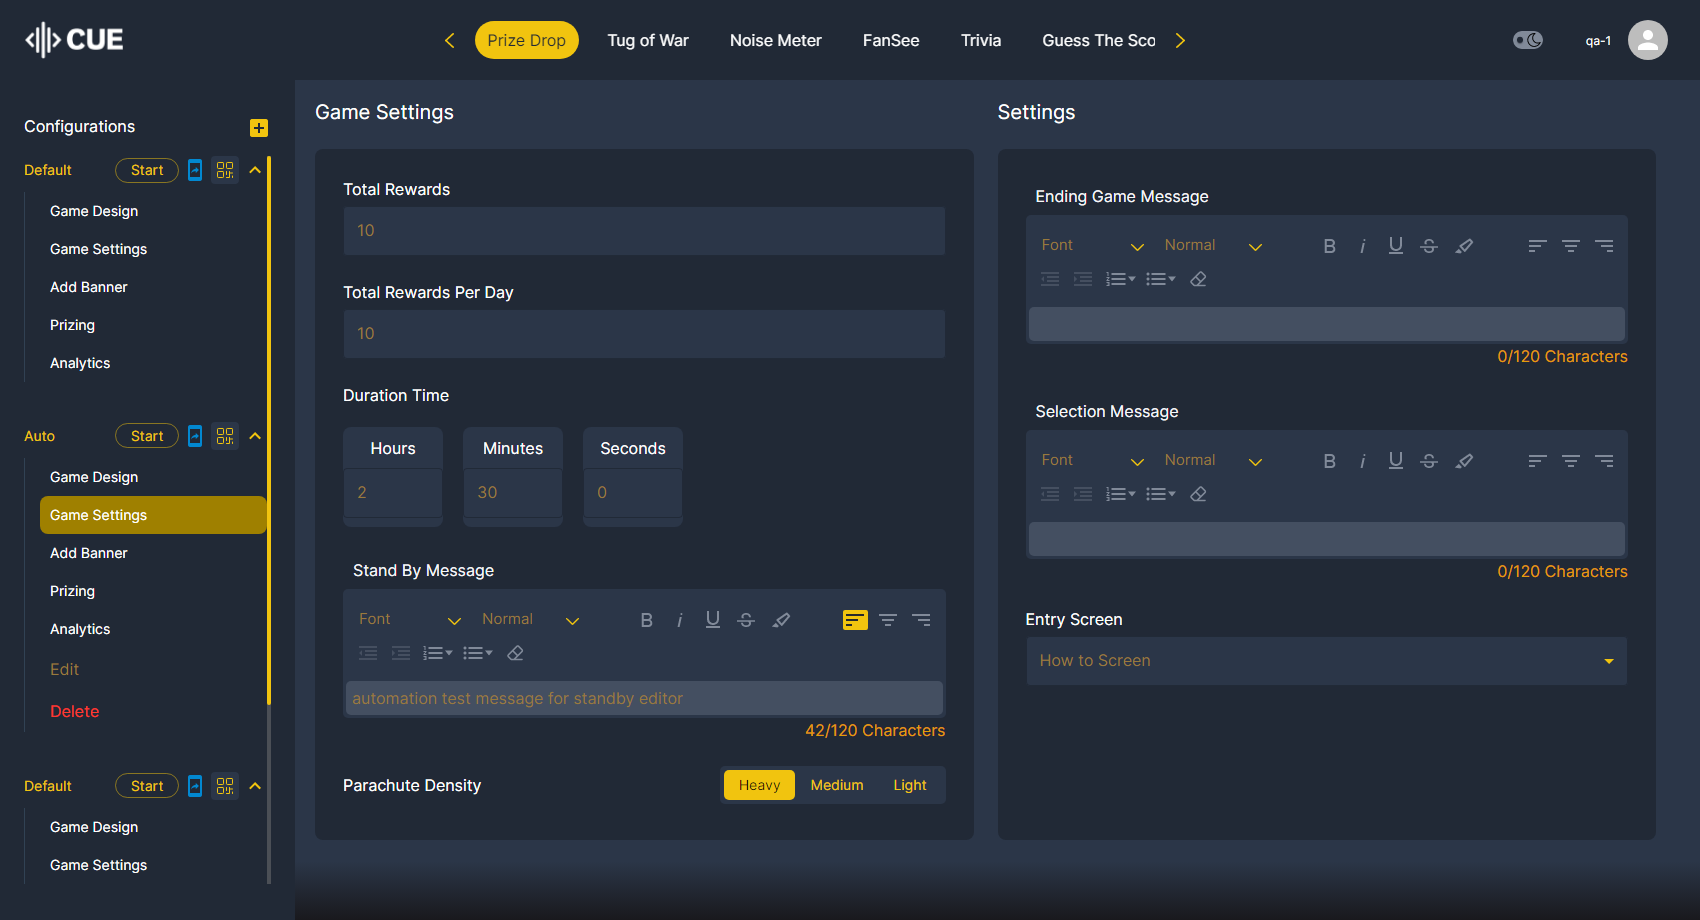 CUE
Prize Drop
Tug of War
Noise Meter
FanSee
Trivia
Guess The Sco
qa-1
Configurations
Default
Start
Game Design
Game Settings
Add Banner
Prizing
Analytics
Auto
Start
Game Design
Game Settings
Add Banner
Prizing
Analytics
Edit
Delete
Default
Start
Game Design
Game Settings
Game Settings
Total Rewards
10
Total Rewards Per Day
10
Duration Time
Hours
Minutes
Seconds
2
30
0
Stand By Message
Font
Normal
B
i
U
S
automation test message for standby editor
42/120 Characters
Parachute Density
Heavy
Medium
Light
Settings
Ending Game Message
Font
Normal
B
i
U
S
0/120 Characters
Selection Message
Font
Normal
B
i
U
S
0/120 Characters
Entry Screen
How to Screen